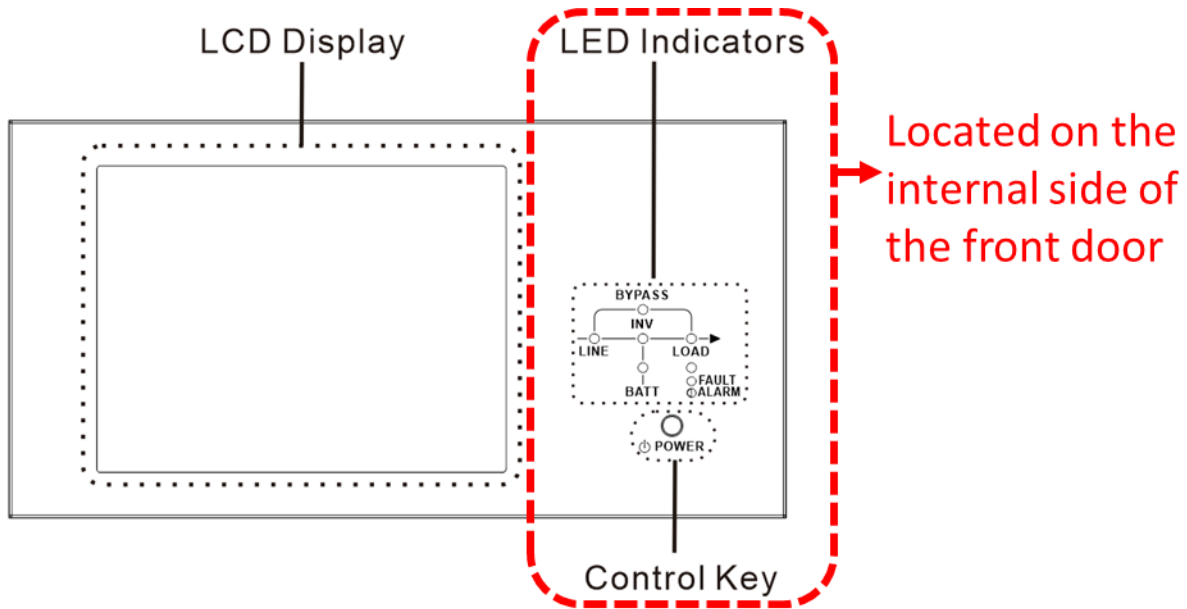 LCD Display
LED Indicators
Located on the
internal side of
the front door
BYPASS
INV
LINE
LOAD
BATT
FAULT
ALARM
POWER
Control Key